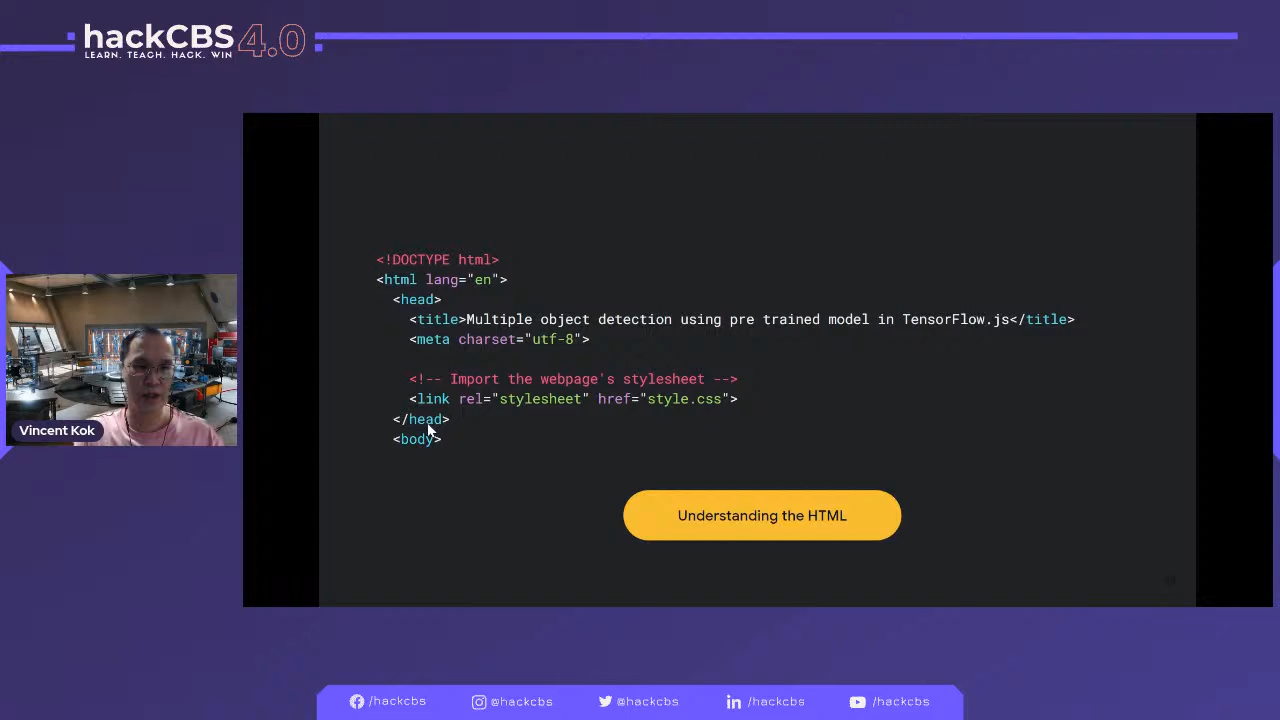 hackCBS 4.0
LEARN. TEACH. HACK. WIN
<!DOCTYPE html>
<html lang="en">
<head>
<title>Multiple object detection using pre trained model in TensorFlow.js</title>
<meta charset="utf-8">
<!-- Import the webpage's stylesheet -->
<link rel="stylesheet" href="style.css">
</head>
<body>
Vincent Kok
Understanding the HTML
/hackcbs @hackcbs @hackcbs /hackcbs /hackcbs